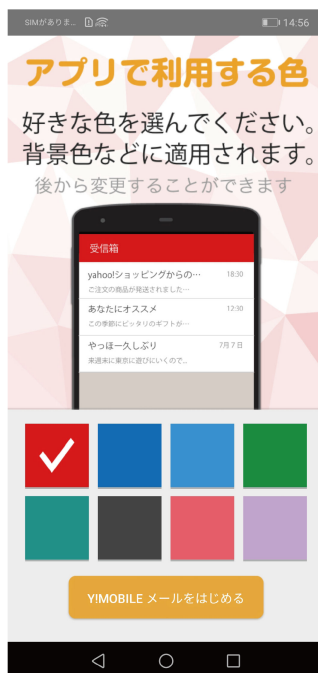 SIMがありま… 14:56
アプリで利用する色
好きな色を選んでください。
背景色などに適用されます。
後から変更することができます
受信箱
yahoo!ショッピングからの… 18:30
ご注文の商品が発送されました…
あなたにオススメ 12:30
この季節にピッタリのギフトが…
やっほー久しぶり 7月7日
来週末に東京に遊びにいくので…
Y!MOBILE メールをはじめる